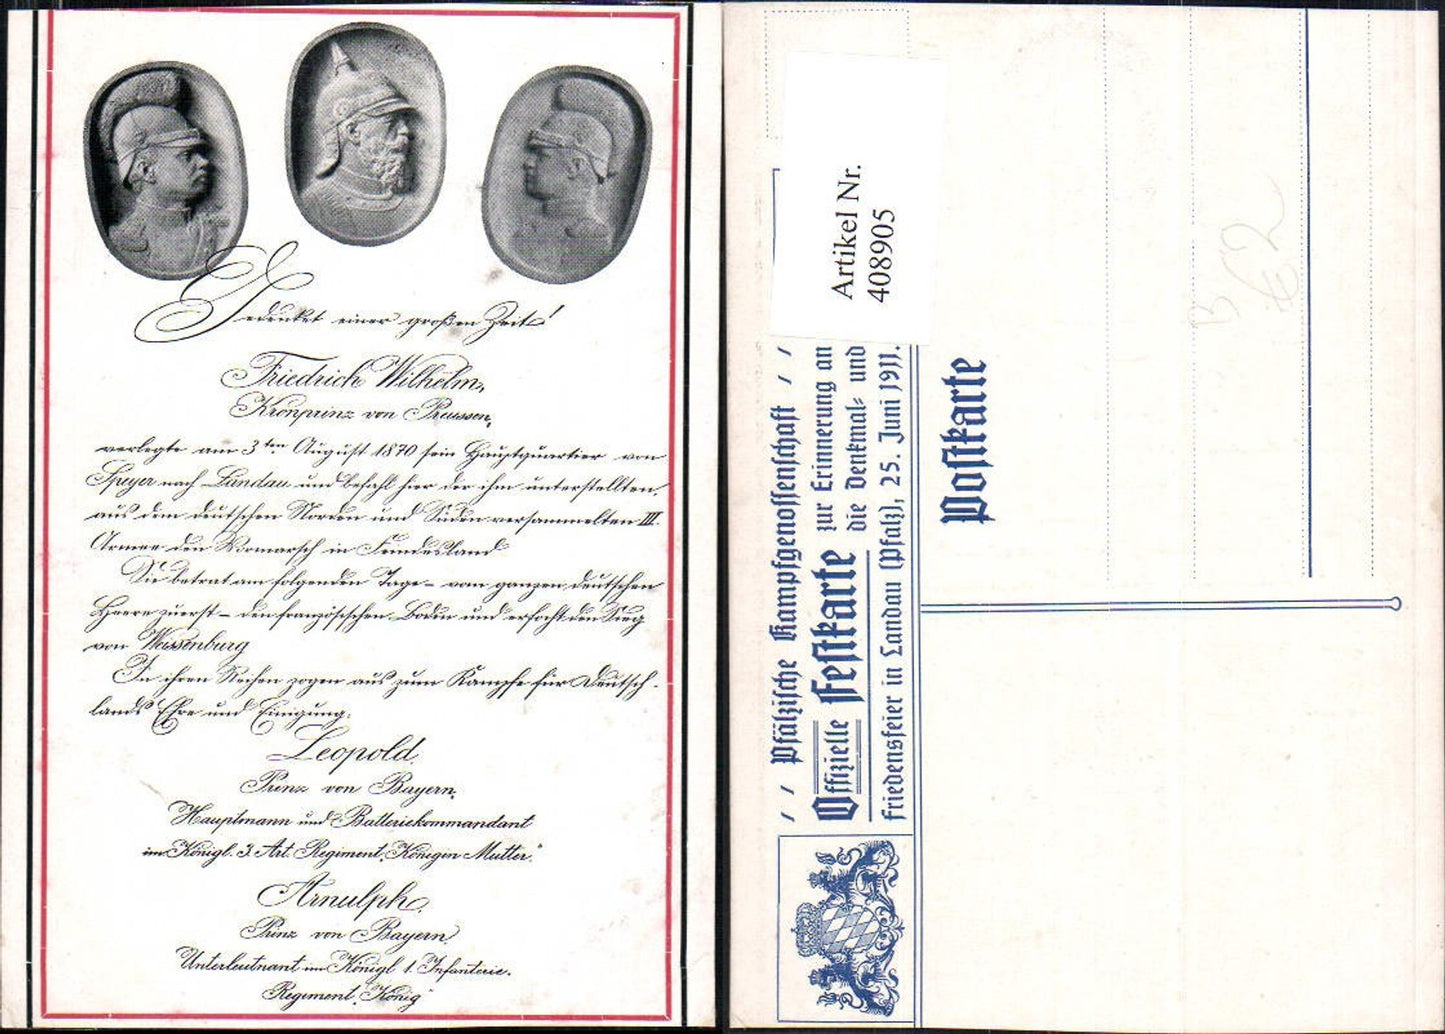 Gedenket einer großen Zeit!
Friedrich Wilhelm,
Kronprinz von Preussen,
verlegte am 3ten August 1870 sein Hauptquartier von
Speyer nach Landau und befahl hier der ihm unterstellten,
aus dem deutschen Norden und Süden versammelten III.
Armee den Vormarsch in Feindesland
Sie betrat am folgenden Tage – vom ganzen deutschen
Heere zuerst – den französischen Boden und erfocht den Sieg
von Weissenburg
In ihren Reihen zogen aus zum Kampfe für Deutsch-
lands Ehre und Einigung:
Leopold,
Prinz von Bayern,
Hauptmann und Batteriekommandant
im Königl. 3. Art. Regiment „Königin Mutter."
Arnulph,
Prinz von Bayern,
Unterleutnant im Königl 1. Infanterie-
Regiment „König"
Artikel Nr.
408905
Pfälzische Kampfgenossenschaft
Offizielle Festkarte
zur Erinnerung an
die Denkmal- und
Friedensfeier in Landau (Pfalz), 25. Juni 1911.
Postkarte
B
€2